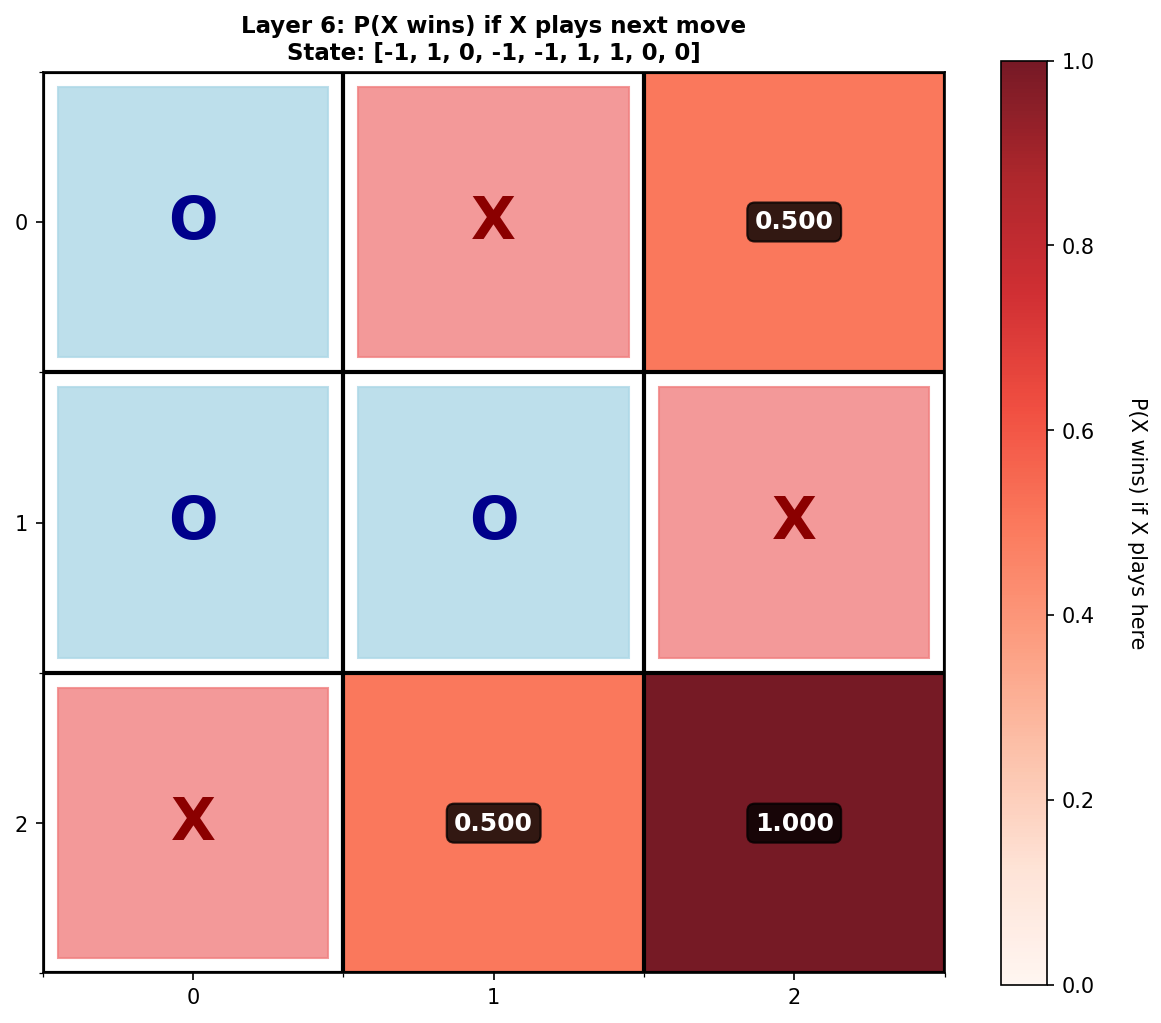 Layer 6: P(X wins) if X plays next move
State: [-1, 1, 0, -1, -1, 1, 1, 0, 0]
0
O
X
0.500
1
O
O
X
2
X
0.500
1.000
0
1
2
1.0
0.8
0.6
0.4
0.2
0.0
P(X wins) if X plays here